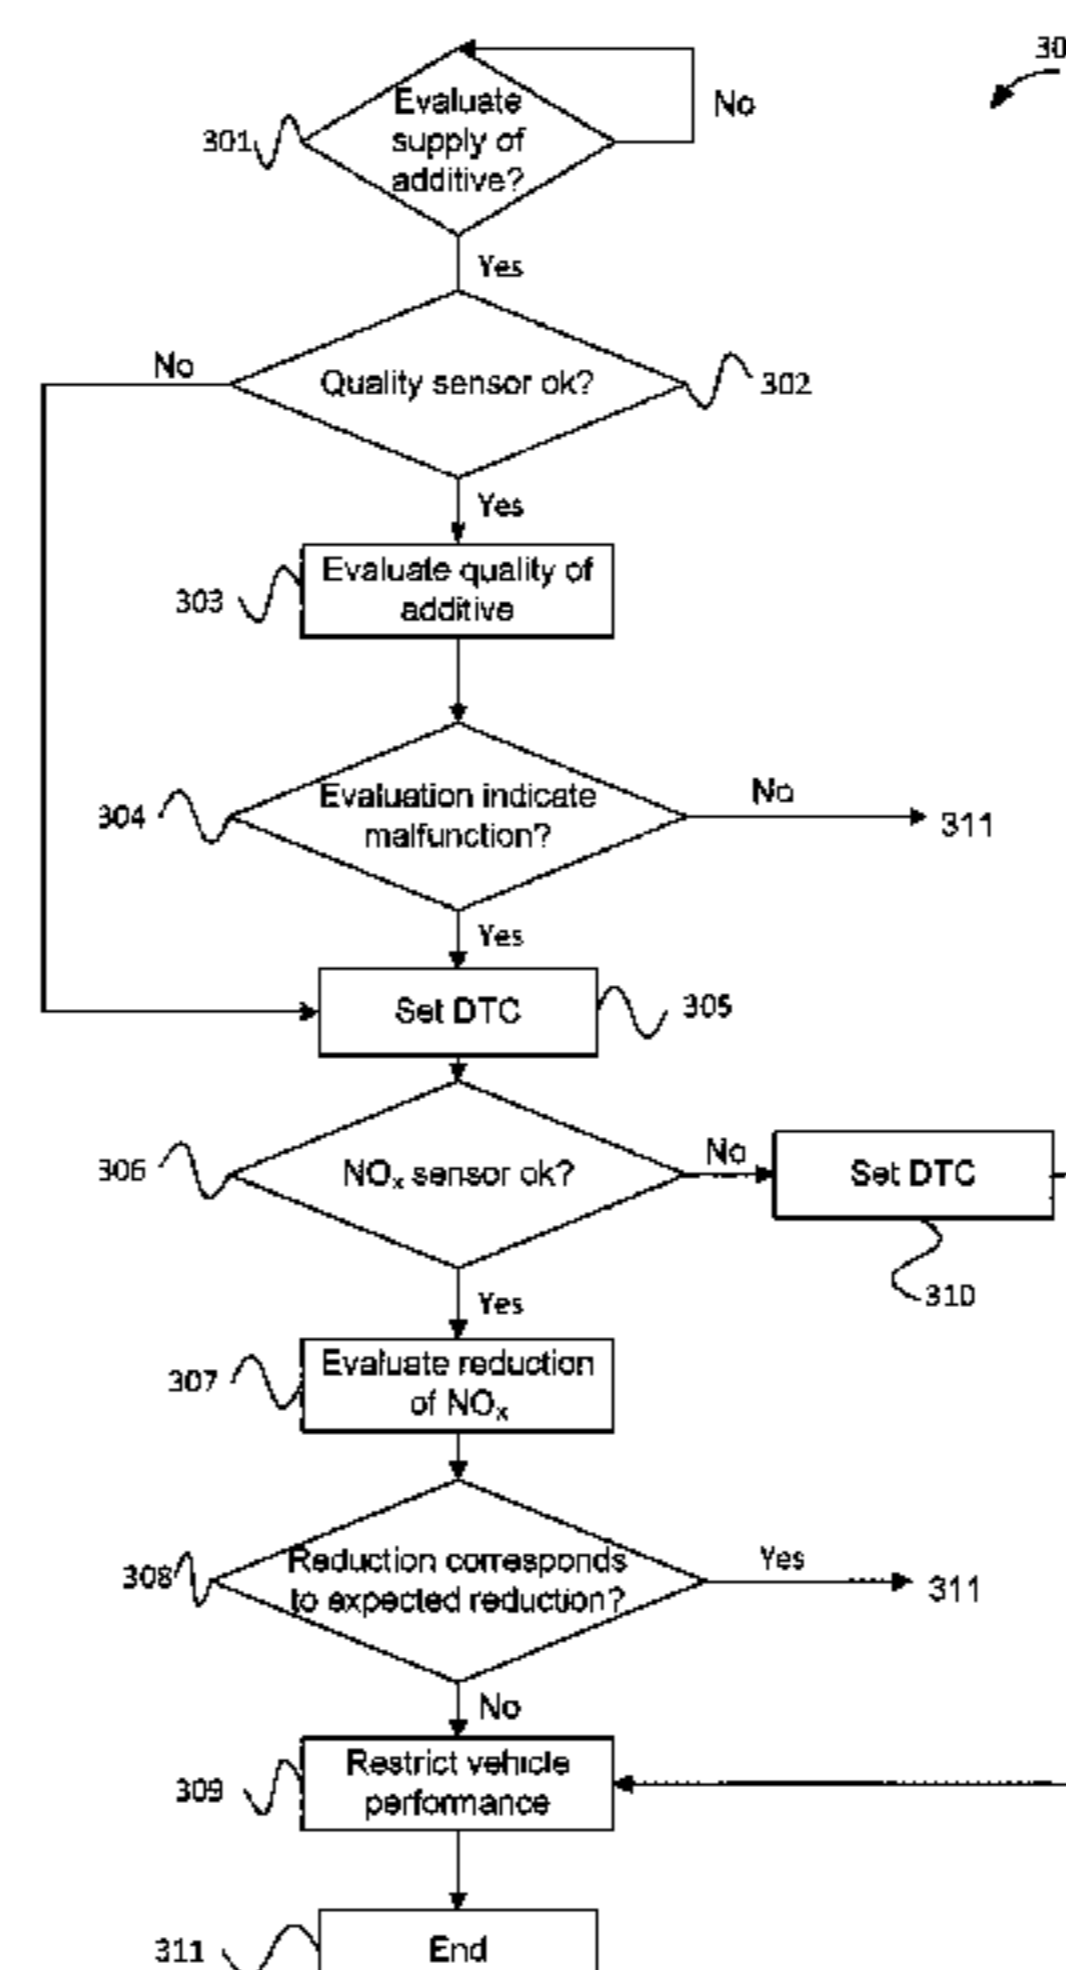 30
Evaluate
supply of
additive?
No
301
Yes
No
Quality sensor ok?
302
Yes
Evaluate quality of
additive
303
Evaluation indicate
malfunction?
304
No
311
Yes
Set DTC
305
NOx sensor ok?
306
No
Set DTC
310
Yes
Evaluate reduction
of NOx
307
Reduction corresponds
to expected reduction?
308
Yes
311
No
Restrict vehicle
performance
309
End
311